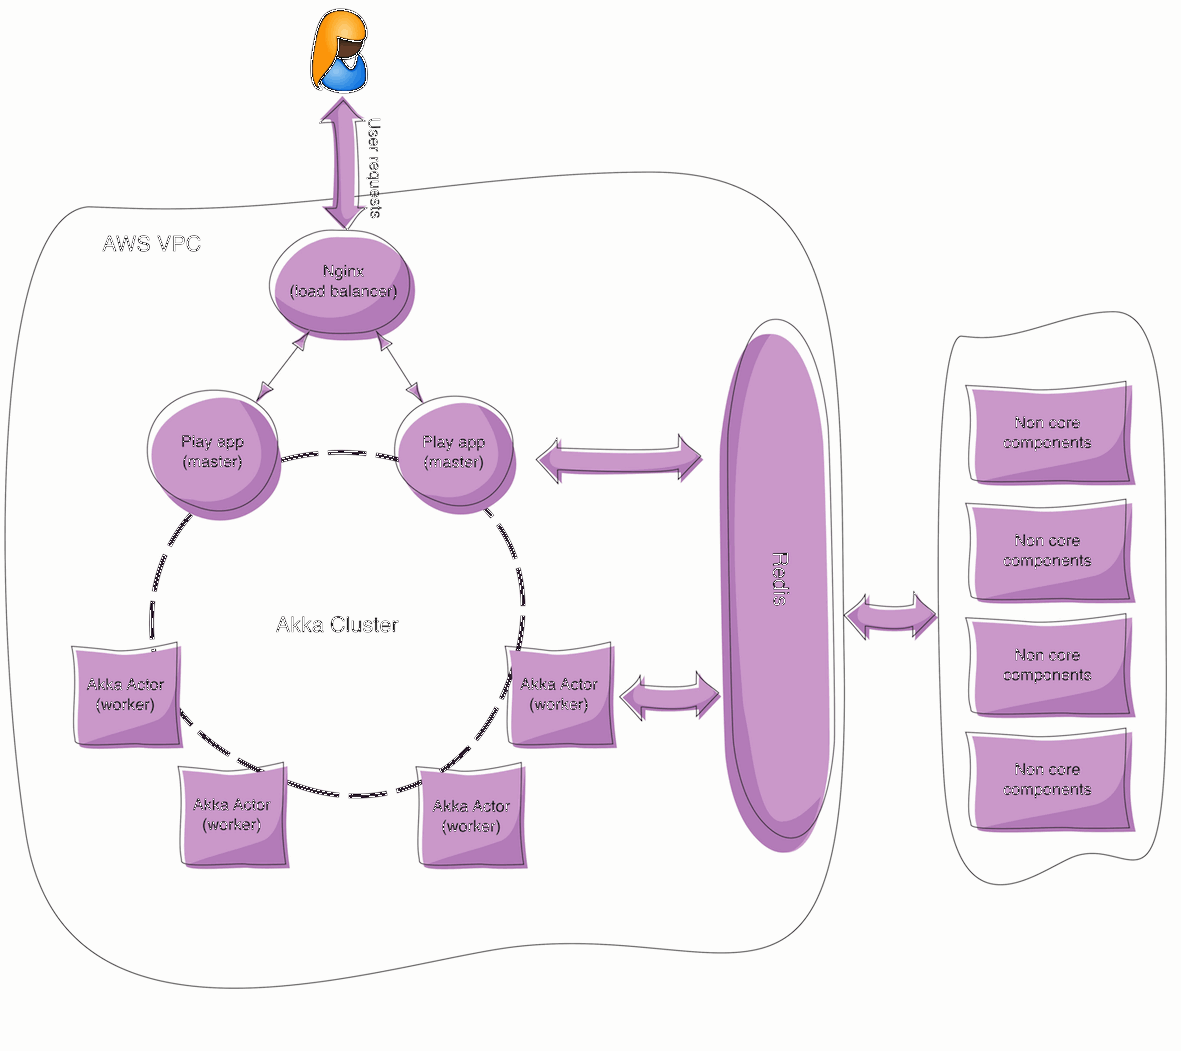 User requests
AWS VPC
Nginx
(load balancer)
Play app
(master)
Play app
(master)
Redis
Akka Cluster
Akka Actor
(worker)
Akka Actor
(worker)
Akka Actor
(worker)
Akka Actor
(worker)
Non core
components
Non core
components
Non core
components
Non core
components